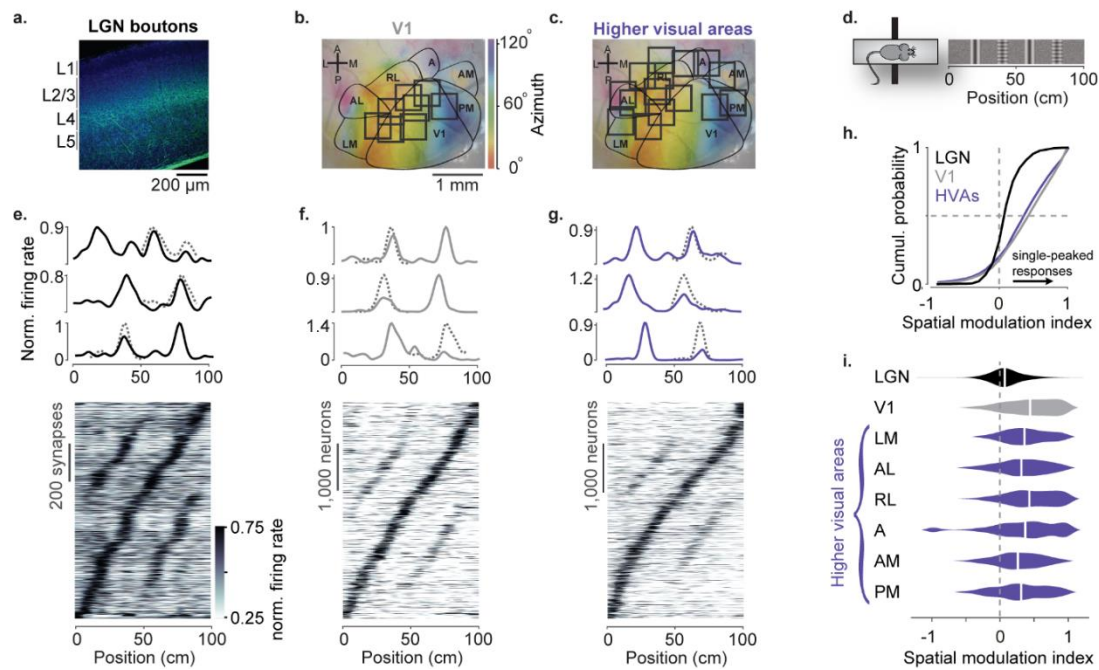 a.
LGN boutons
L1
L2/3
L4
L5
200 µm
b.
V1
A
L M
P
RL
A
AM
AL
PM
V1
LM
120°
60°
0°
Azimuth
1 mm
c.
Higher visual areas
A
L M
P
RL
A
AM
AL
PM
V1
LM
d.
0 50 100
Position (cm)
e.
Norm. firing rate
0.9
0
0.8
0
1
0
0 50 100
200 synapses
0.75
0.25
norm. firing rate
0 50 100
Position (cm)
f.
1
0
0.9
0
1.4
0
0 50 100
1,000 neurons
0 50 100
Position (cm)
g.
0.9
0
1.2
0
0.9
0
0 50 100
1,000 neurons
0 50 100
Position (cm)
h.
Cumul. probability
1
0
LGN
V1
HVAs
single-peaked
responses
-1 0 1
Spatial modulation index
i.
LGN
V1
Higher visual areas
LM
AL
RL
A
AM
PM
-1 0 1
Spatial modulation index